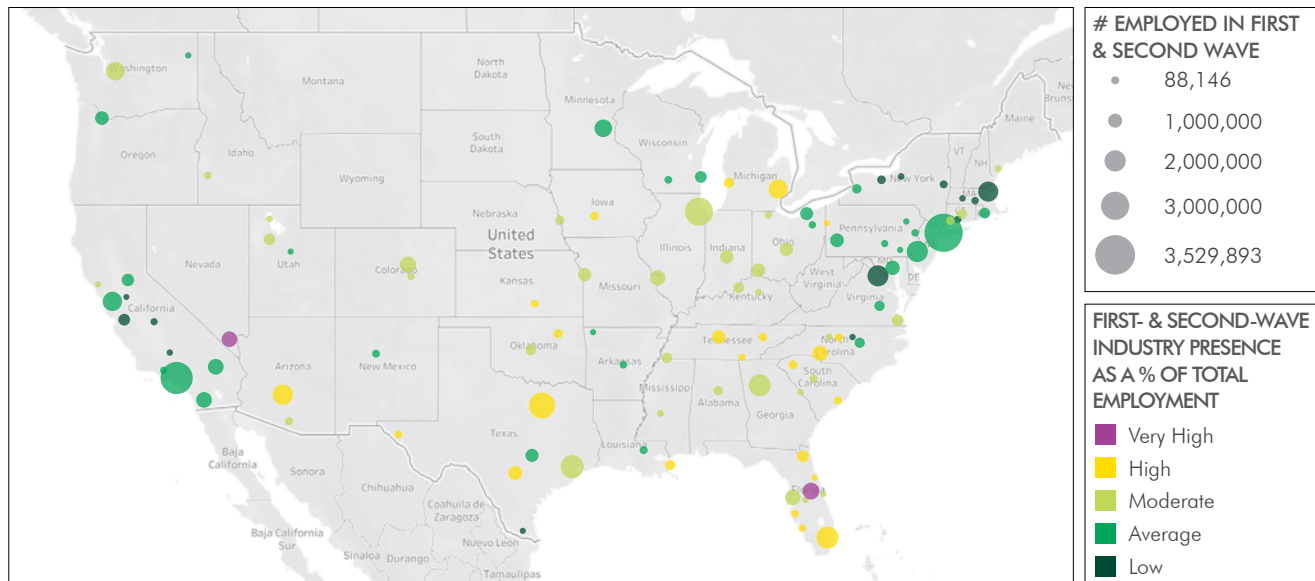 Washington
Montana
North
Dakota
Minnesota
Oregon
Idaho
South
Dakota
Wisconsin
Michigan
New York
VT
NH
Maine
MA
CT
Wyoming
Iowa
Nebraska
United
States
Illinois
Indiana
Ohio
Pennsylvania
MD
DE
Nevada
Utah
Colorado
Kansas
Missouri
West
Virginia
Virginia
Kentucky
California
Arizona
New Mexico
Oklahoma
Arkansas
Tennessee
North
Carolina
South
Carolina
Mississippi
Alabama
Georgia
Texas
Louisiana
Florida
Baja
California
Sonora
Chihuahua
Coahuila de
Zaragoza
Baja California
Sur
Sinaloa
Durango
Nuevo León
Tamaulipas
# EMPLOYED IN FIRST
& SECOND WAVE
88,146
1,000,000
2,000,000
3,000,000
3,529,893
FIRST- & SECOND-WAVE
INDUSTRY PRESENCE
AS A % OF TOTAL
EMPLOYMENT
Very High
High
Moderate
Average
Low